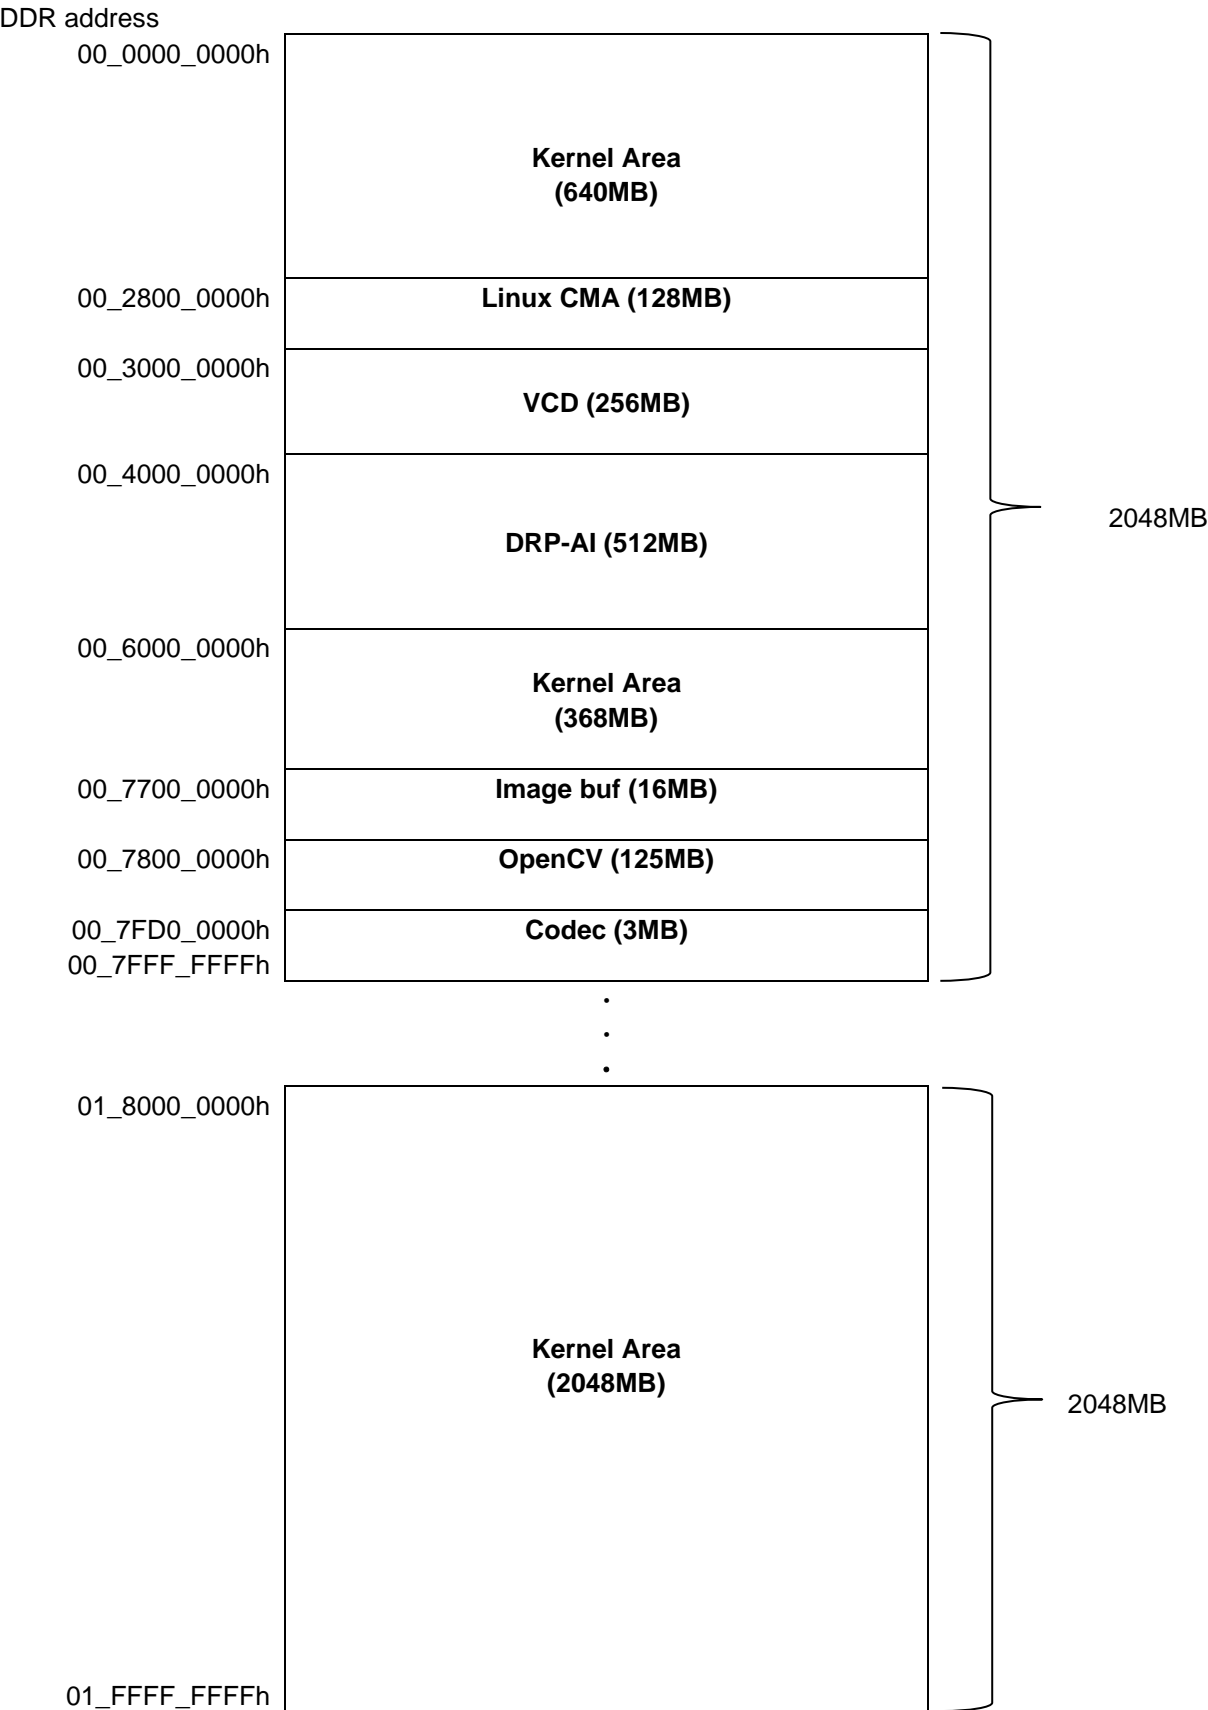 DDR address
00_0000_0000h
Kernel Area
(640MB)
00_2800_0000h
Linux CMA (128MB)
00_3000_0000h
VCD (256MB)
00_4000_0000h
2048MB
DRP-AI (512MB)
00_6000_0000h
Kernel Area
(368MB)
00_7700_0000h
Image buf (16MB)
00_7800_0000h
OpenCV (125MB)
00_7FD0_0000h
Codec (3MB)
00_7FFF_FFFFh
.
.
.
01_8000_0000h
Kernel Area
(2048MB)
2048MB
01_FFFF_FFFFh